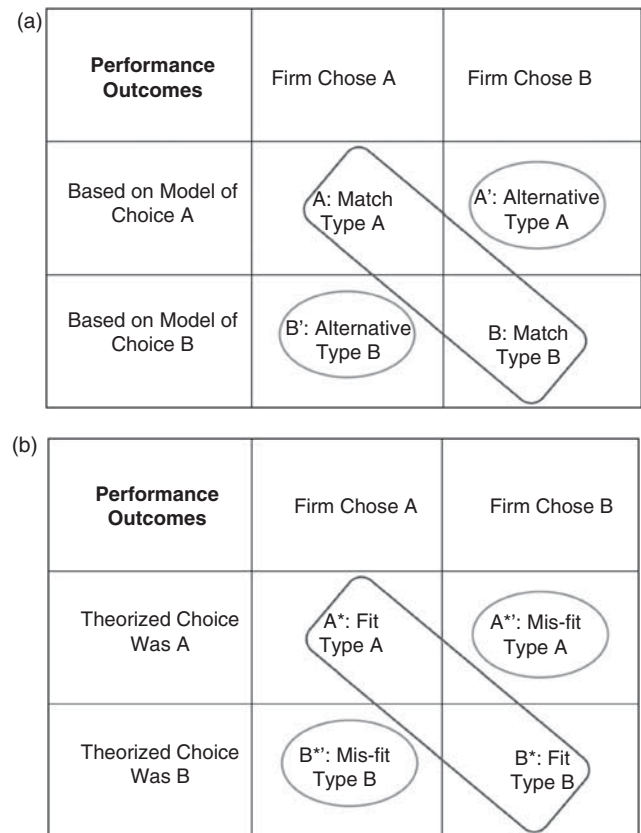 (a)
Performance
Outcomes
Firm Chose A
Firm Chose B
Based on Model of
Choice A
A: Match
Type A
A’: Alternative
Type A
Based on Model of
Choice B
B’: Alternative
Type B
B: Match
Type B
(b)
Performance
Outcomes
Firm Chose A
Firm Chose B
Theorized Choice
Was A
A*: Fit
Type A
A*’: Mis-fit
Type A
Theorized Choice
Was B
B*’: Mis-fit
Type B
B*: Fit
Type B